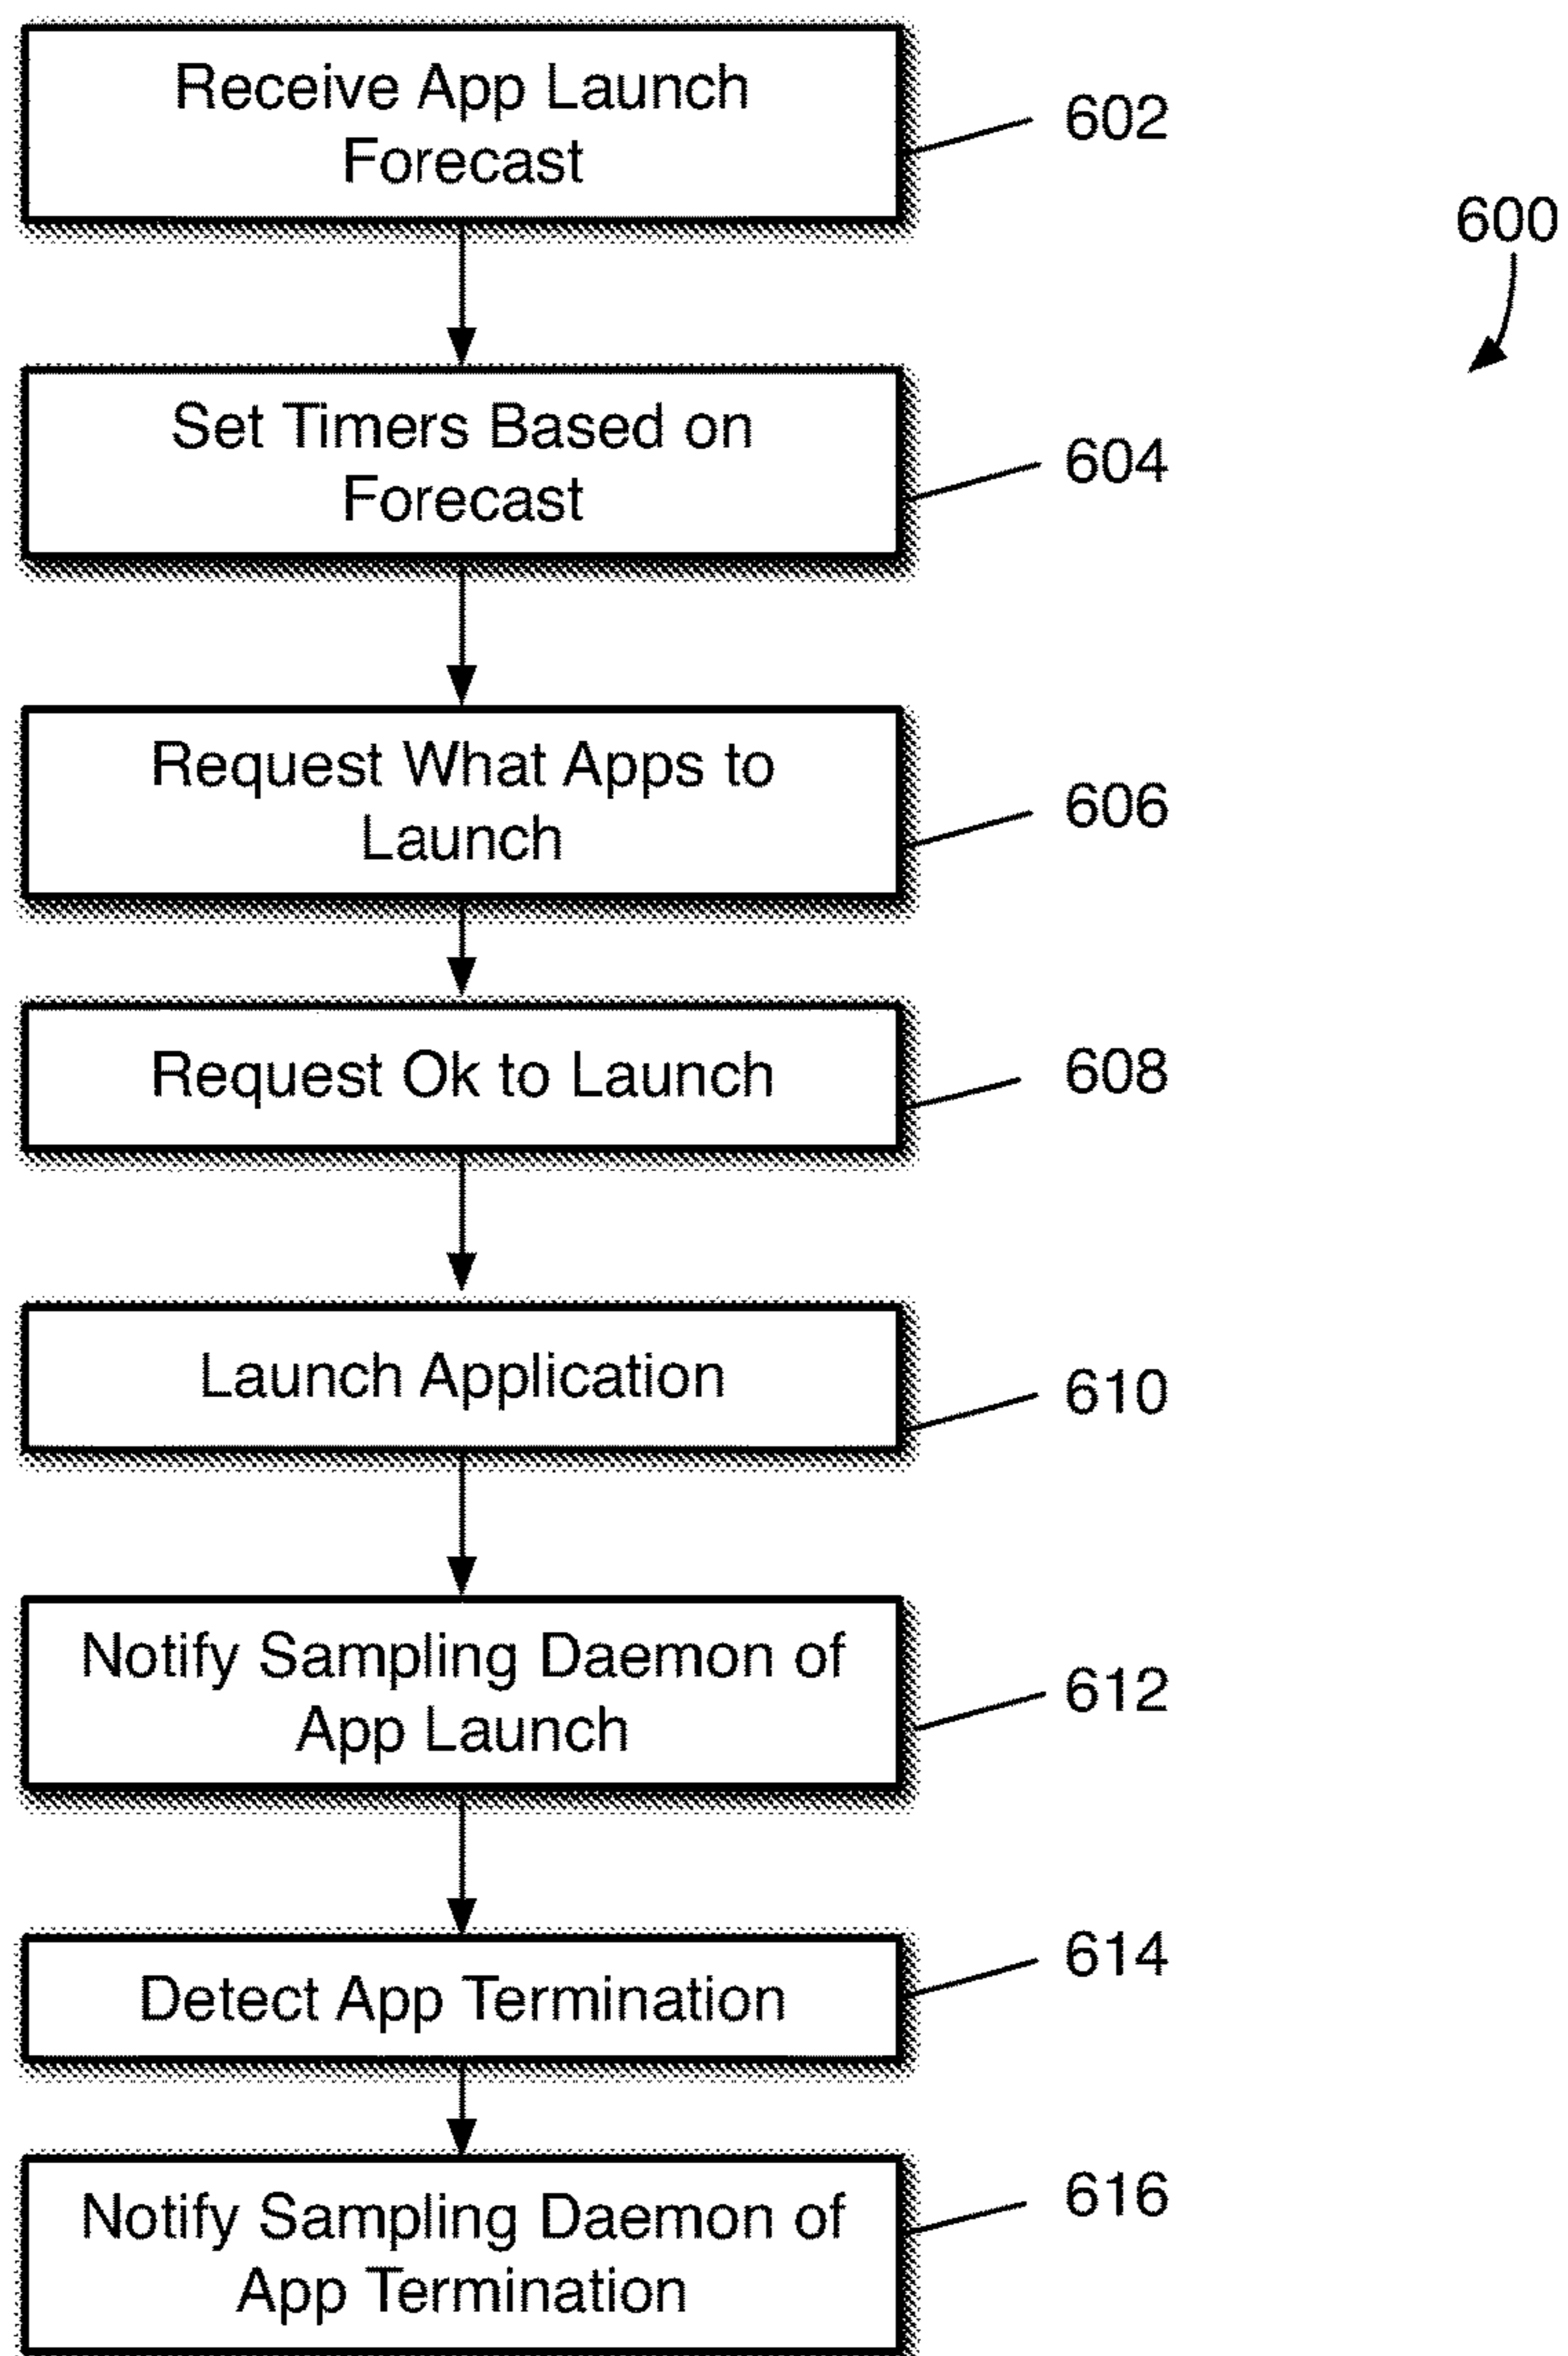 Receive App Launch
Forecast
602
600
Set Timers Based on
Forecast
604
Request What Apps to
Launch
606
Request Ok to Launch
608
Launch Application
610
Notify Sampling Daemon of
App Launch
612
Detect App Termination
614
Notify Sampling Daemon of
App Termination
616